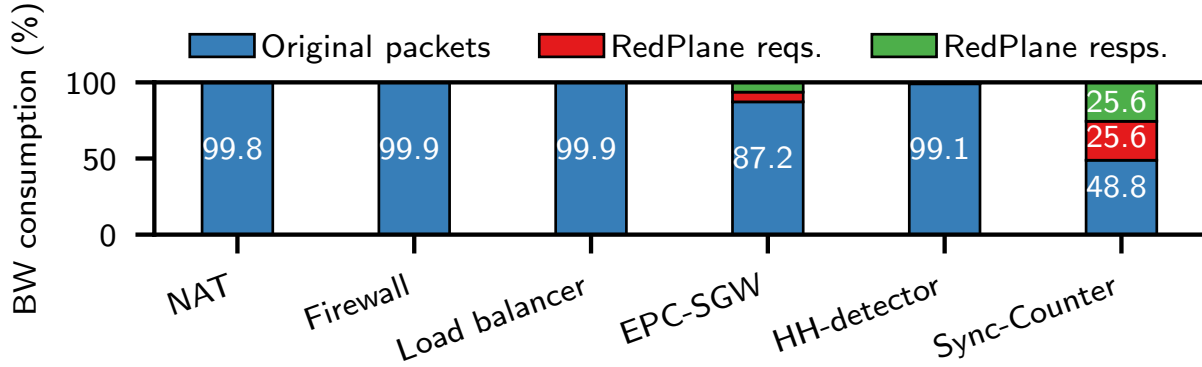 BW consumption (%)
Original packets RedPlane reqs. RedPlane resps.
100
50
0
99.8 99.9 99.9 87.2 99.1 25.6
25.6
48.8
NAT Firewall Load balancer EPC-SGW HH-detector Sync-Counter